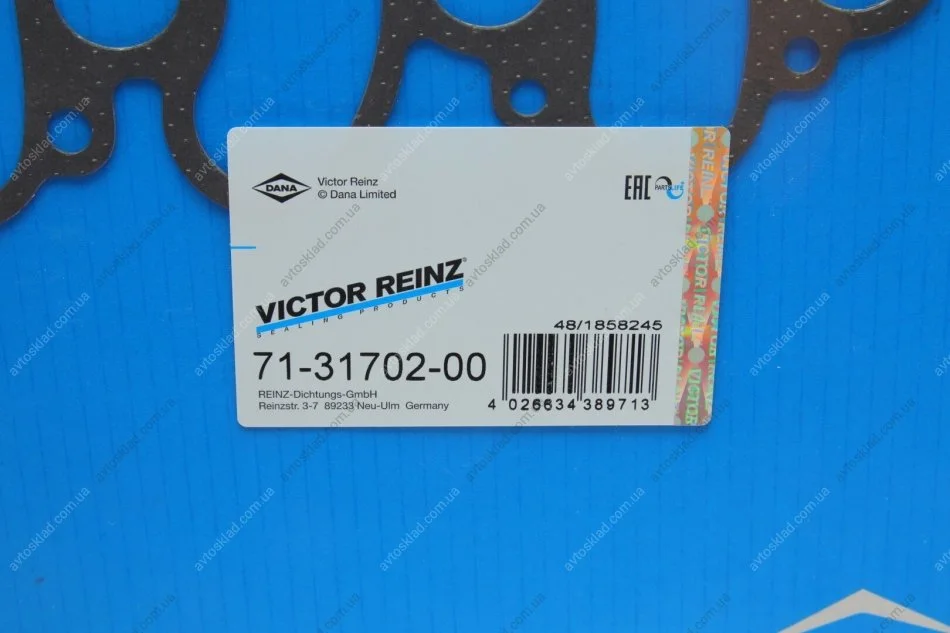 DANA
Victor Reinz
© Dana Limited
EAC
PARTSLIFE
VICTOR REINZ®
SEALING PRODUCTS
48/1858245
71-31702-00
REINZ-Dichtungs-GmbH
Reinzstr. 3-7 89233 Neu-Ulm Germany
4 026634 389713
VICTOR REINZ
avtosklad.com.ua